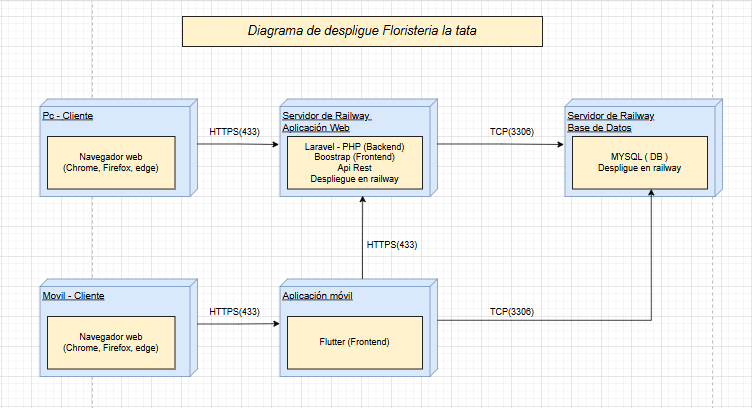 Diagrama de despligue Floristeria la tata
Pc - Cliente
Navegador web
(Chrome, Firefox, edge)
HTTPS(433)
Servidor de Railway
Aplicación Web
Laravel - PHP (Backend)
Boostrap (Frontend)
Api Rest
Despliegue en railway
TCP(3306)
Servidor de Railway
Base de Datos
MYSQL ( DB )
Despligue en railway
HTTPS(433)
Movil - Cliente
Navegador web
(Chrome, Firefox, edge)
HTTPS(433)
Aplicación móvil
Flutter (Frontend)
TCP(3306)